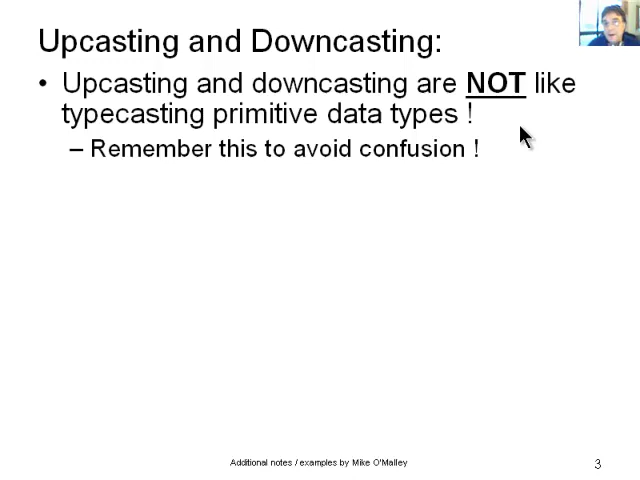 Upcasting and Downcasting:
• Upcasting and downcasting are NOT like
typecasting primitive data types !
– Remember this to avoid confusion !
Additional notes / examples by Mike O'Malley
3